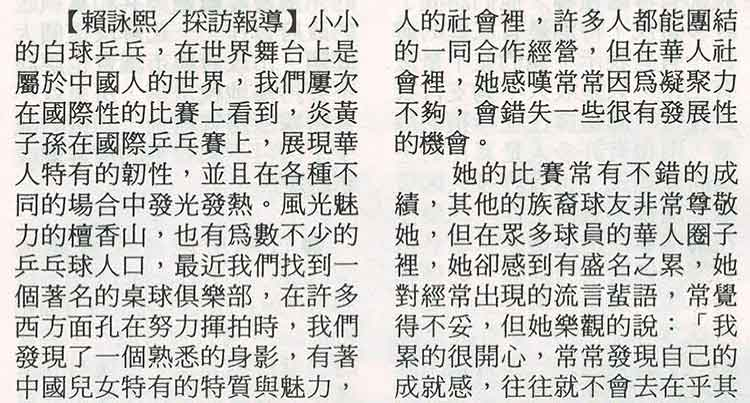 【賴詠熙／採訪報導】小小
的白球乒乓，在世界舞台上是
屬於中國人的世界，我們屢次
在國際性的比賽上看到，炎黃
子孫在國際乒乓賽上，展現華
人特有的韌性，並且在各種不
同的場合中發光發熱。風光魅
力的檀香山，也有爲數不少的
乒乓球人口，最近我們找到一
個著名的桌球俱樂部，在許多
西方面孔在努力揮拍時，我們
發現了一個熟悉的身影，有著
中國兒女特有的特質與魅力，
人的社會裡，許多人都能團結
的一同合作經營，但在華人社
會裡，她感嘆常常因爲凝聚力
不夠，會錯失一些很有發展性
的機會。
她的比賽常有不錯的成
績，其他的族裔球友非常尊敬
她，但在眾多球員的華人圈子
裡，她卻感到有盛名之累，她
對經常出現的流言蜚語，常覺
得不妥，但她樂觀的說：「我
累的很開心，常常發現自己的
成就感，往往就不會去在乎其